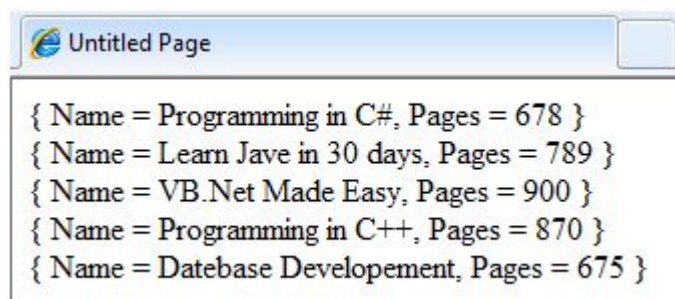 Untitled Page
{ Name = Programming in C#, Pages = 678 }
{ Name = Learn Jave in 30 days, Pages = 789 }
{ Name = VB.Net Made Easy, Pages = 900 }
{ Name = Programming in C++, Pages = 870 }
{ Name = Datebase Developement, Pages = 675 }